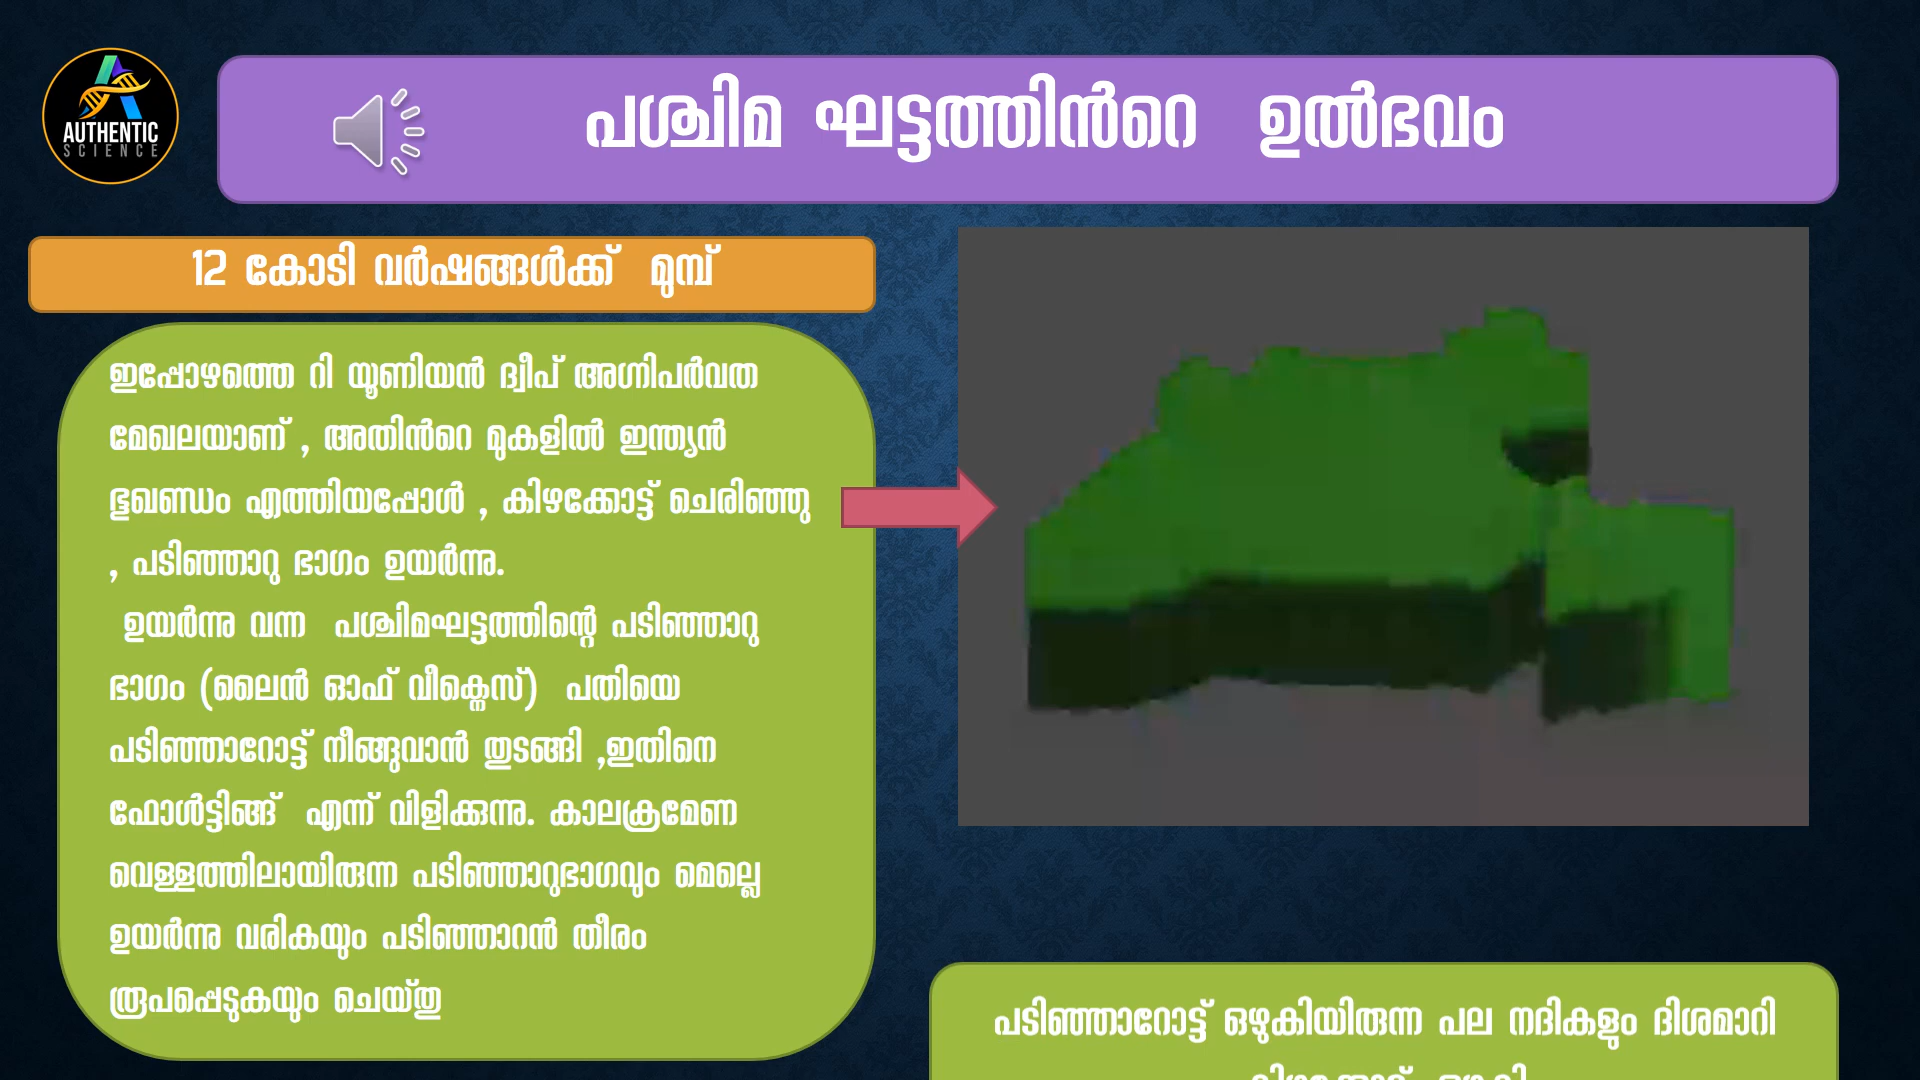 AUTHENTIC
SCIENCE
പശ്ചിമ ഘട്ടത്തിൻറെ ഉൽഭവം
12 കോടി വർഷങ്ങൾക്ക് മുമ്പ്
ഇപ്പോഴത്തെ റി യൂണിയൻ ദ്വീപ് അഗ്നിപർവത
മേഖലയാണ് , അതിൻറെ മുകളിൽ ഇന്ത്യൻ
ഭൂഖണ്ഡം എത്തിയപ്പോൾ , കിഴക്കോട്ട് ചെരിഞ്ഞു
, പടിഞ്ഞാറു ഭാഗം ഉയർന്നു.
ഉയർന്നു വന്ന പശ്ചിമഘട്ടത്തിന്റെ പടിഞ്ഞാറു
ഭാഗം (ലൈൻ ഓഫ് വീക്നെസ്) പതിയെ
പടിഞ്ഞാറോട്ട് നീങ്ങുവാൻ തുടങ്ങി ,ഇതിനെ
ഫോൾട്ടിങ്ങ് എന്ന് വിളിക്കുന്നു. കാലക്രമേണ
വെള്ളത്തിലായിരുന്ന പടിഞ്ഞാറുഭാഗവും മെല്ലെ
ഉയർന്നു വരികയും പടിഞ്ഞാറൻ തീരം
രൂപപ്പെടുകയും ചെയ്തു
പടിഞ്ഞാറോട്ട് ഒഴുകിയിരുന്ന പല നദികളും ദിശമാറി